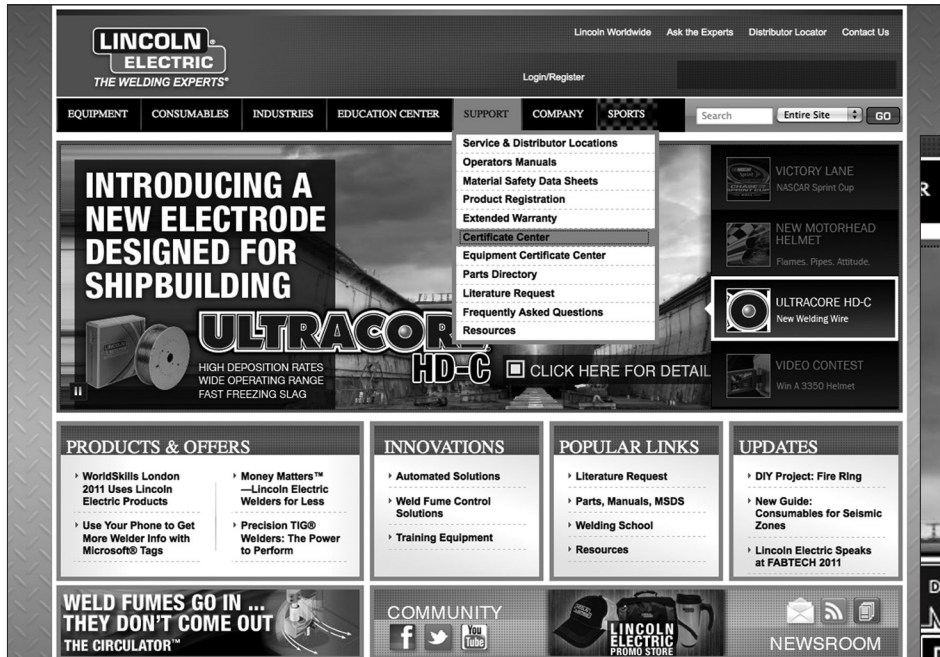 LINCOLN ®
ELECTRIC
THE WELDING EXPERTS®
Lincoln Worldwide Ask the Experts Distributor Locator Contact Us
Login/Register
EQUIPMENT CONSUMABLES INDUSTRIES EDUCATION CENTER SUPPORT COMPANY SPORTS Search Entire Site GO
Service & Distributor Locations
Operators Manuals
Material Safety Data Sheets
Product Registration
Extended Warranty
Certificate Center
Equipment Certificate Center
Parts Directory
Literature Request
Frequently Asked Questions
Resources
INTRODUCING A
NEW ELECTRODE
DESIGNED FOR
SHIPBUILDING
ULTRACORE
HD-C
HIGH DEPOSITION RATES
WIDE OPERATING RANGE
FAST FREEZING SLAG
CLICK HERE FOR DETAIL
VICTORY LANE
NASCAR Sprint Cup
NEW MOTORHEAD
HELMET
Flames. Pipes. Attitude.
ULTRACORE HD-C
New Welding Wire
VIDEO CONTEST
Win A 3350 Helmet
PRODUCTS & OFFERS
WorldSkills London
2011 Uses Lincoln
Electric Products
Use Your Phone to Get
More Welder Info with
Microsoft® Tags
Money Matters™
—Lincoln Electric
Welders for Less
Precision TIG®
Welders: The Power
to Perform
INNOVATIONS
Automated Solutions
Weld Fume Control
Solutions
Training Equipment
POPULAR LINKS
Literature Request
Parts, Manuals, MSDS
Welding School
Resources
UPDATES
DIY Project: Fire RIng
New Guide:
Consumables for Seismic
Zones
Lincoln Electric Speaks
at FABTECH 2011
WELD FUMES GO IN ...
THEY DON'T COME OUT
THE CIRCULATOR™
COMMUNITY
You
Tube
LINCOLN
ELECTRIC
PROMO STORE
NEWSROOM